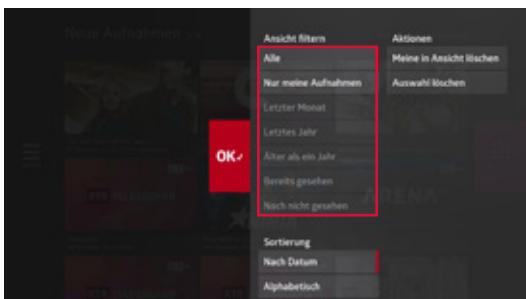 Neue Aufnahmen
Ansicht filtern
Alle
Nur meine Aufnahmen
Letzter Monat
Letztes Jahr
Älter als ein Jahr
Bereits gesehen
Noch nicht gesehen
Sortierung
Nach Datum
Alphabetisch
Aktionen
Meine in Ansicht löschen
Auswahl löschen
OK
ARENA